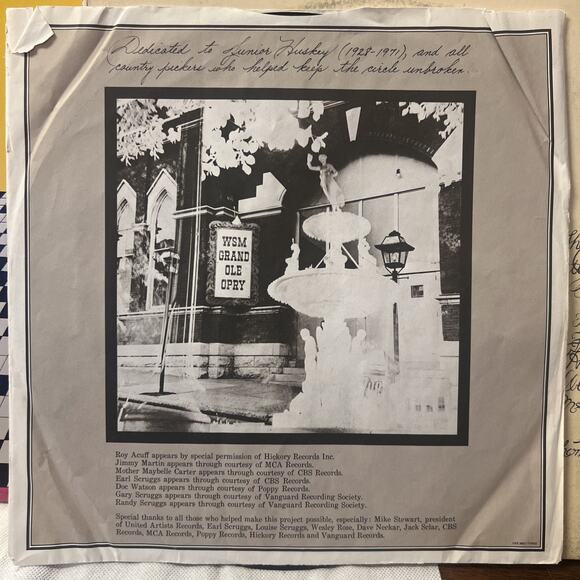 Dedicated to Junior Huskey (1928-1971), and all
country pickers who helped keep the circle unbroken.
WSM
GRAND
OLE
OPRY
Roy Acuff appears by special permission of Hickory Records Inc.
Jimmy Martin appears through courtesy of MCA Records.
Mother Maybelle Carter appears through courtesy of CBS Records.
Earl Scruggs appears through courtesy of CBS Records.
Doc Watson appears through courtesy of Poppy Records.
Gary Scruggs appears through courtesy of Vanguard Recording Society.
Randy Scruggs appears through courtesy of Vanguard Recording Society.
Special thanks to all those who helped make this project possible, especially: Mike Stewart, president
of United Artists Records, Earl Scruggs, Louise Scruggs, Wesley Rose, Dave Neckar, Jack Sclar, CBS
Records, MCA Records, Poppy Records, Hickory Records and Vanguard Records.